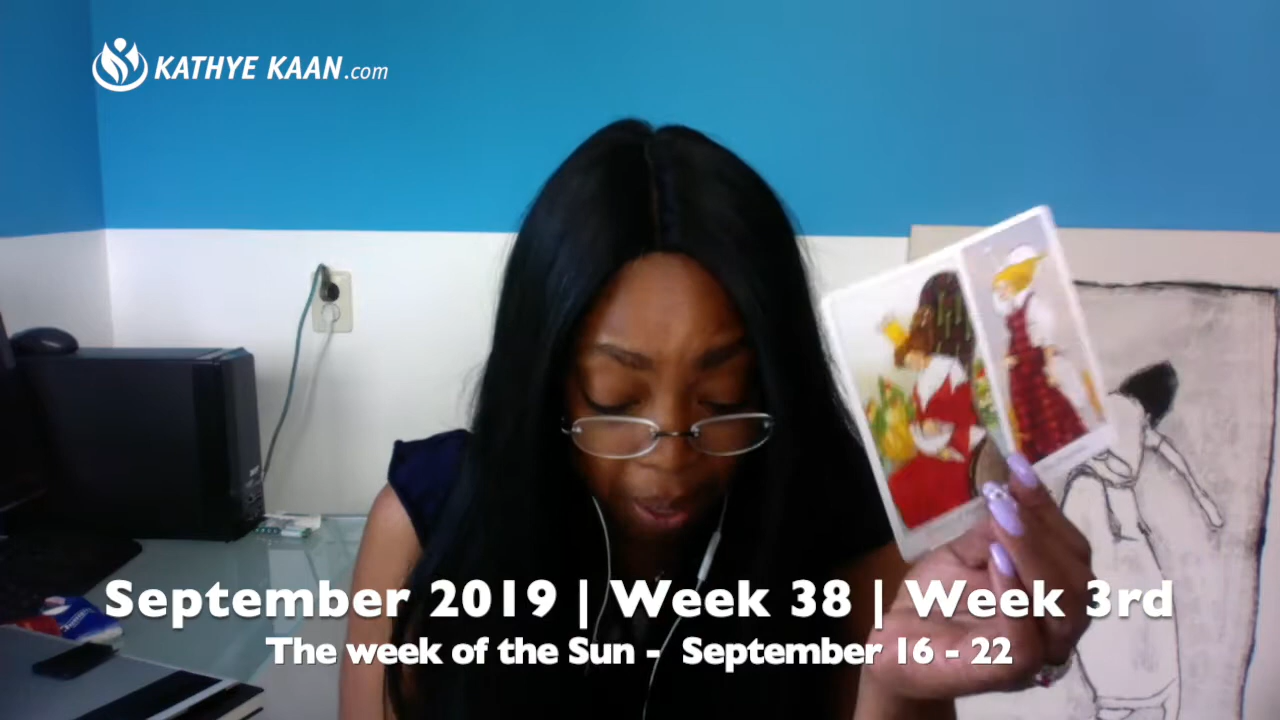 KATHYE KAAN.com
September 2019 | Week 38 | Week 3rd
The week of the Sun - September 16 - 22